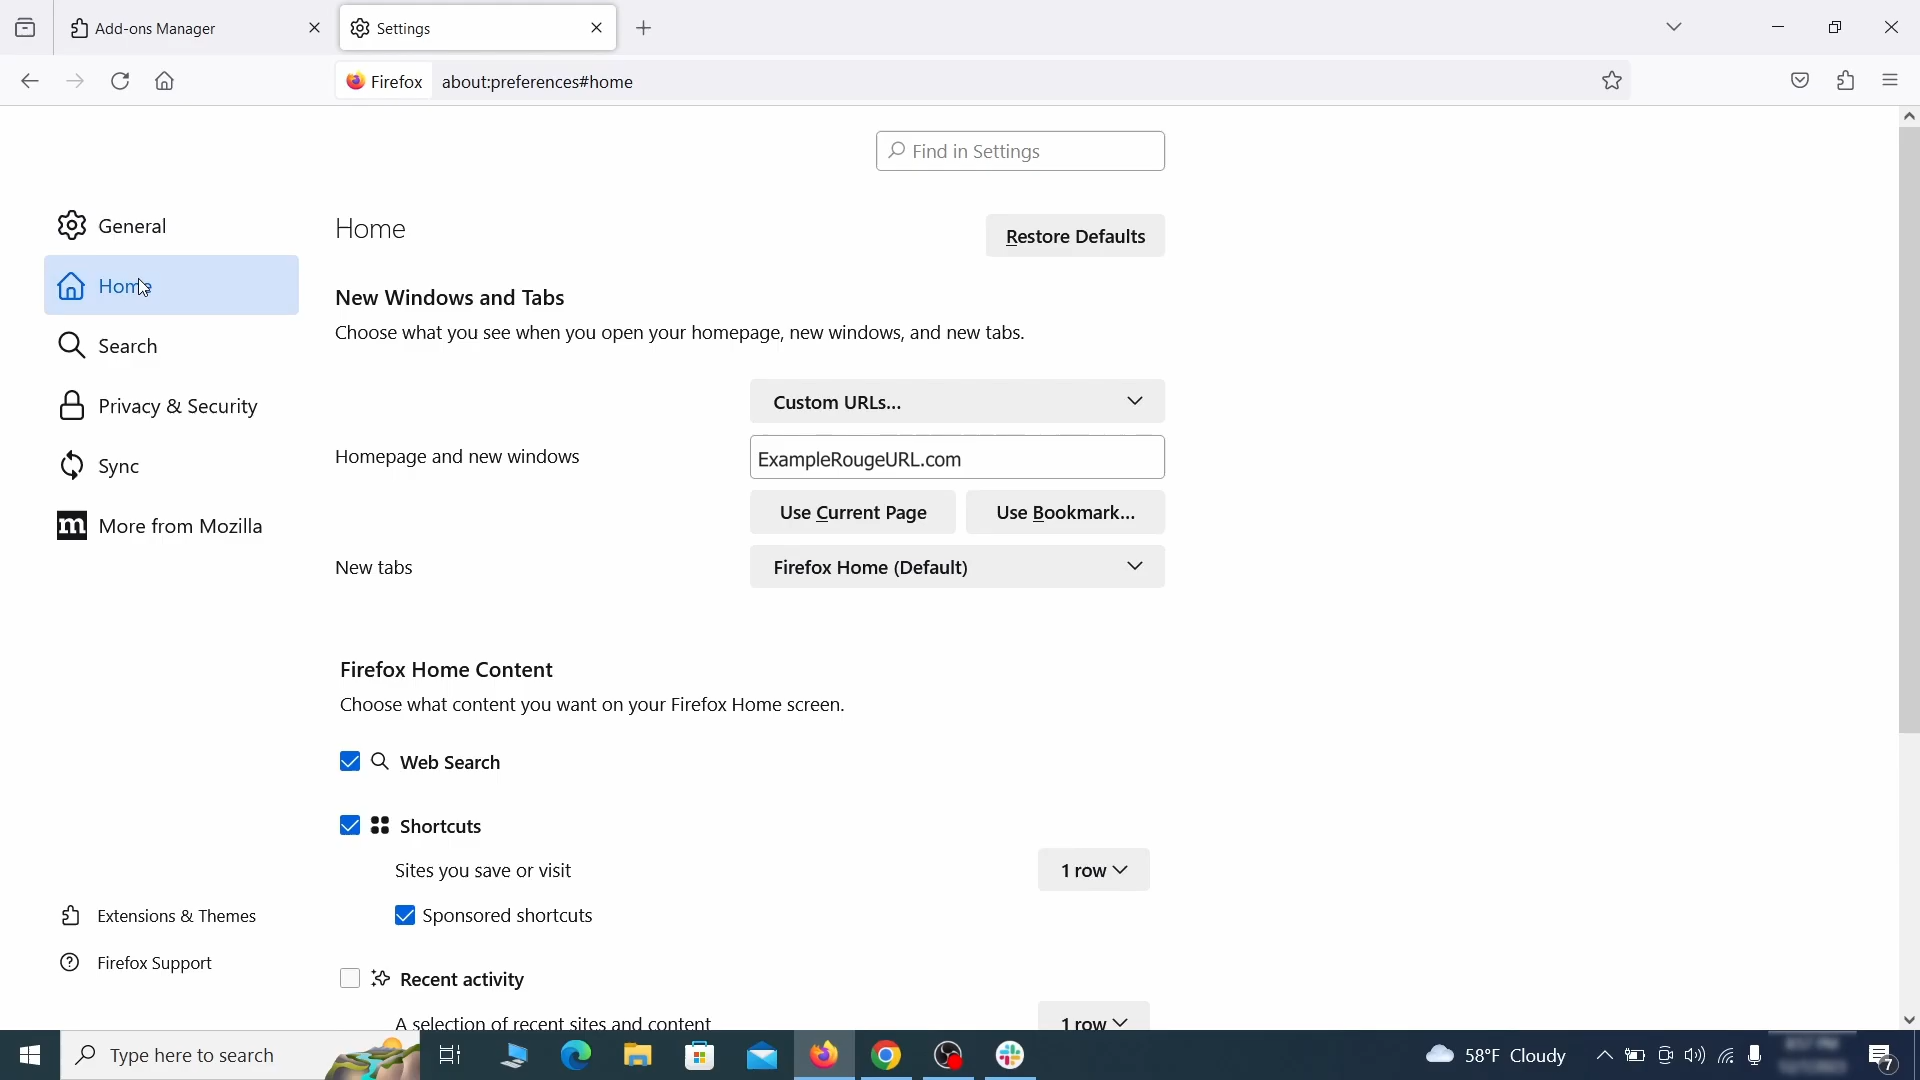 Add-ons Manager
Settings
Firefox
about:preferences#home
Find in Settings
General
Home
Search
Privacy & Security
Sync
More from Mozilla
Extensions & Themes
Firefox Support
Home
Restore Defaults
New Windows and Tabs
Choose what you see when you open your homepage, new windows, and new tabs.
Custom URLs...
Homepage and new windows
ExampleRougeURL.com
Use Current Page
Use Bookmark...
New tabs
Firefox Home (Default)
Firefox Home Content
Choose what content you want on your Firefox Home screen.
Web Search
Shortcuts
Sites you save or visit
1 row
Sponsored shortcuts
Recent activity
A selection of recent sites and content
1 row
Type here to search
58°F Cloudy
7